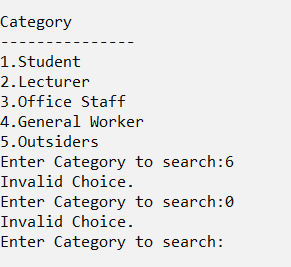 Category
---------------
1.Student
2.Lecturer
3.Office Staff
4.General Worker
5.Outsiders
Enter Category to search:6
Invalid Choice.
Enter Category to search:0
Invalid Choice.
Enter Category to search: